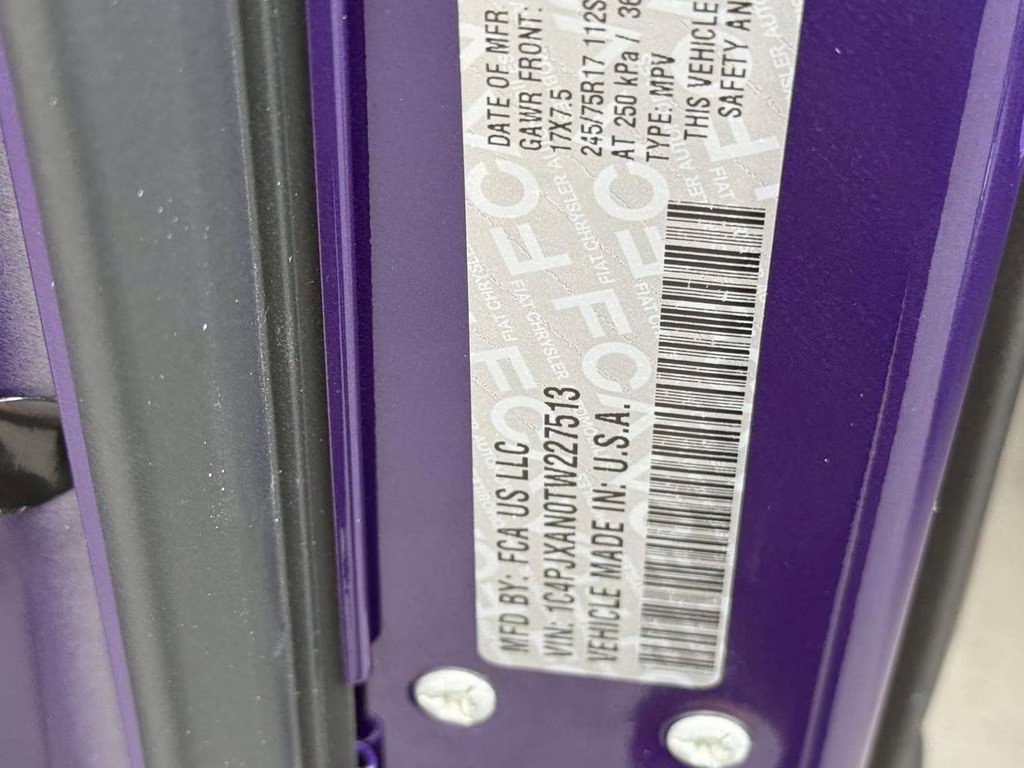 MFD BY: FCA US LLC
VIN: 1C4PJXAN0TW227513
VEHICLE MADE IN: U.S.A.
DATE OF MFR
GAWR FRONT:
17X7.5
245/75R17 112S
AT 250 kPa / 36
TYPE: MPV
THIS VEHICLE
SAFETY AN